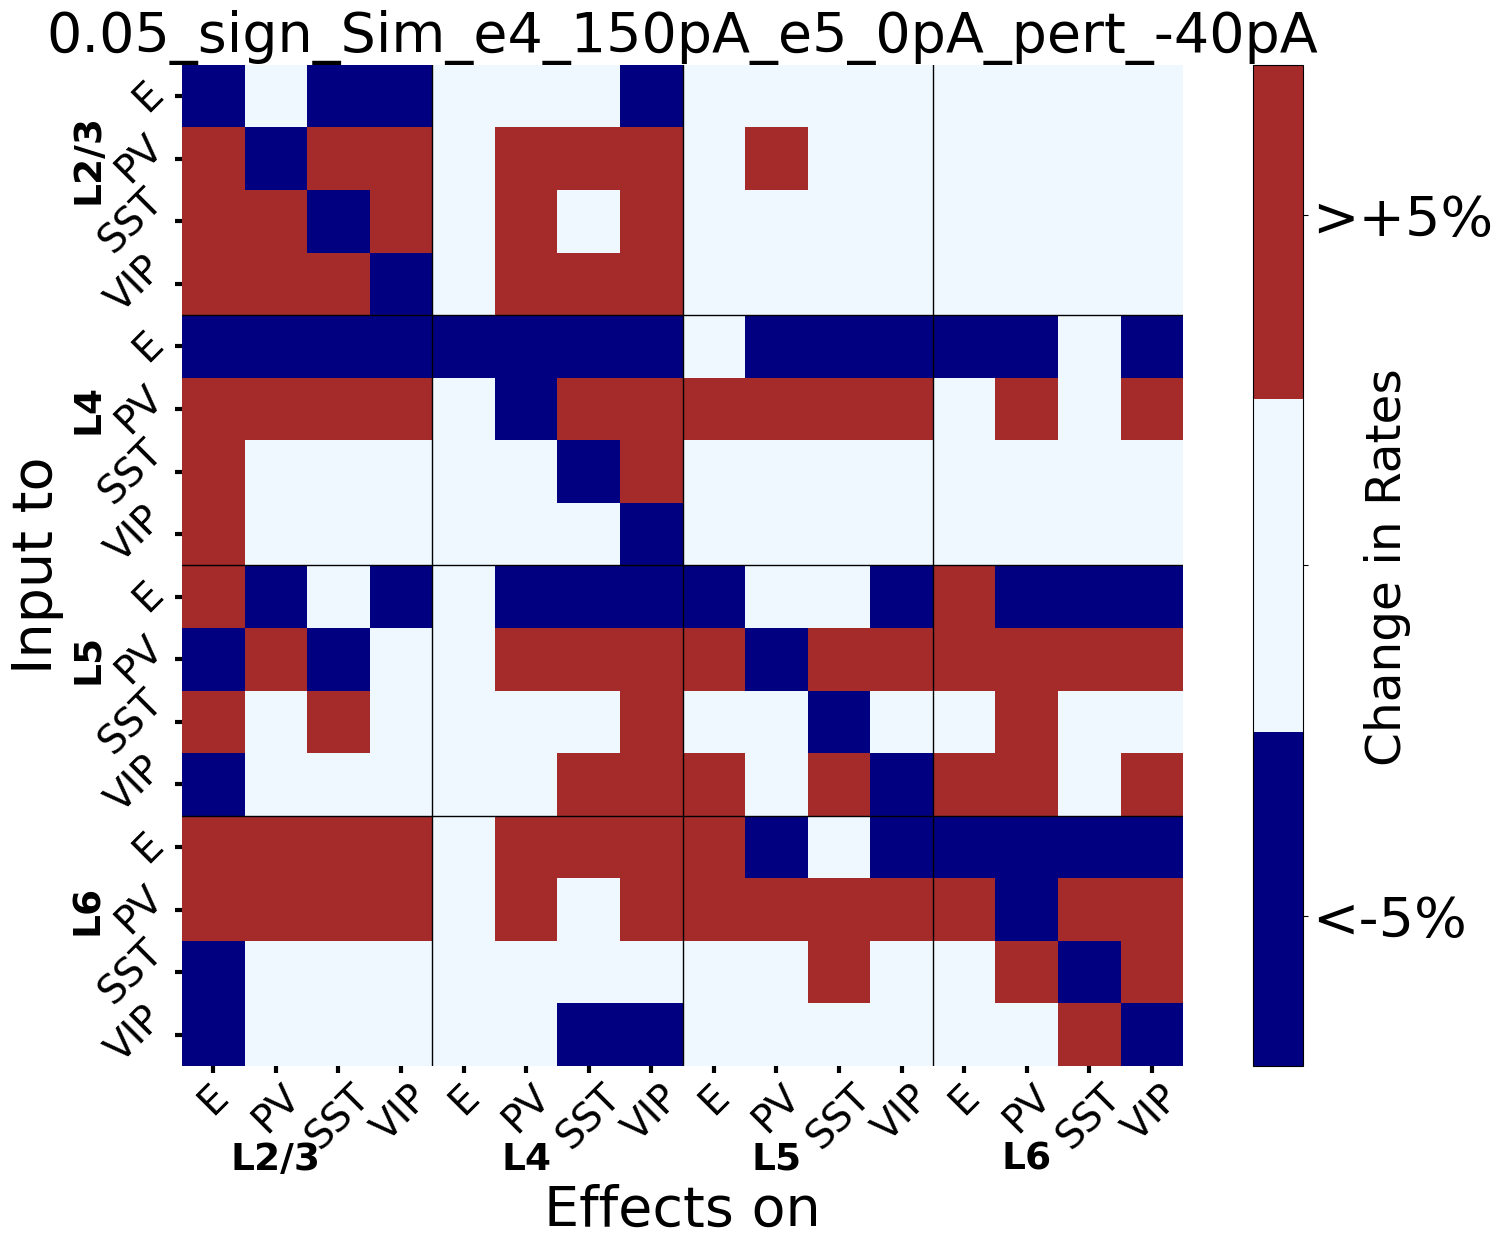 0.05_sign_Sim_e4_150pA_e5_0pA_pert_-40pA
Input to
L2/3
E
PV
SST
VIP
L4
E
PV
SST
VIP
L5
E
PV
SST
VIP
L6
E
PV
SST
VIP
E PV SST VIP E PV SST VIP E PV SST VIP E PV SST VIP
L2/3 L4 L5 L6
Effects on
>+5%
<-5%
Change in Rates